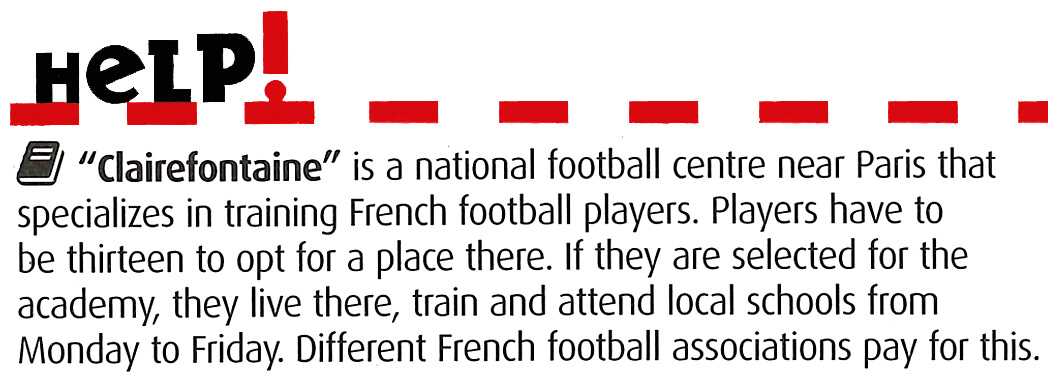 HeLP!
"Clairefontaine" is a national football centre near Paris that
specializes in training French football players. Players have to
be thirteen to opt for a place there. If they are selected for the
academy, they live there, train and attend local schools from
Monday to Friday. Different French football associations pay for this.